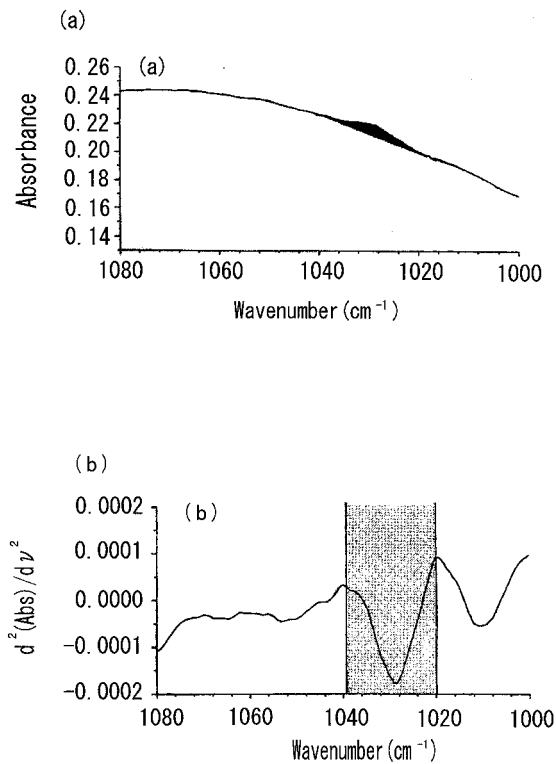 (a)
(a)
0.26
0.24
0.22
0.20
0.18
0.16
0.14
Absorbance
1080 1060 1040 1020 1000
Wavenumber(cm⁻¹)
(b)
(b)
0.0002
0.0001
0.0000
-0.0001
-0.0002
d²(Abs)/dν²
1080 1060 1040 1020 1000
Wavenumber(cm⁻¹)